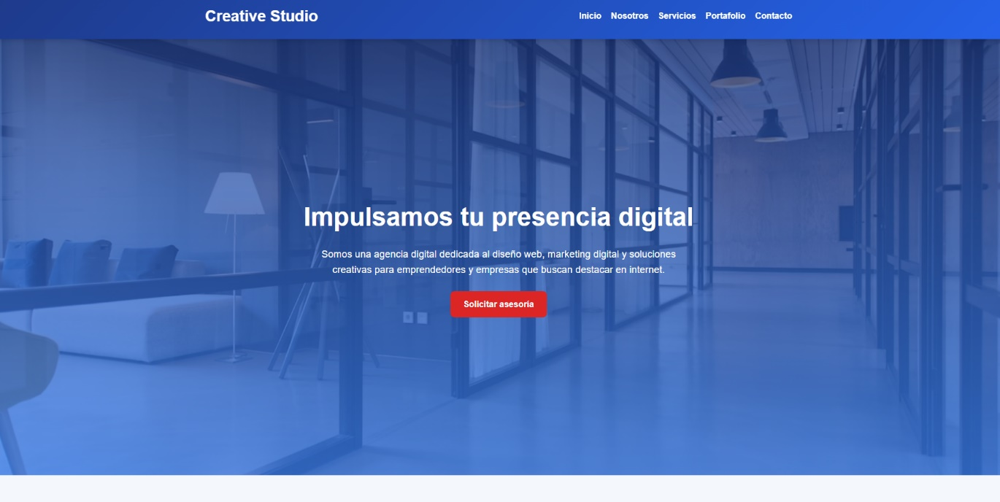 Creative Studio
Inicio Nosotros Servicios Portafolio Contacto
Impulsamos tu presencia digital
Somos una agencia digital dedicada al diseño web, marketing digital y soluciones
creativas para emprendedores y empresas que buscan destacar en internet.
Solicitar asesoría